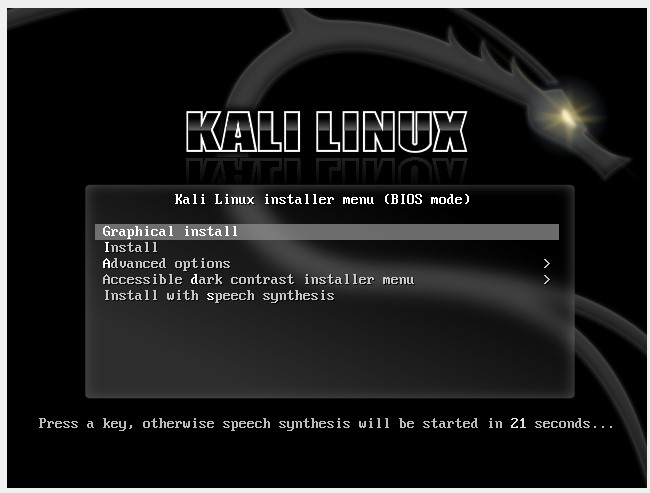 KALI LINUX
Kali Linux installer menu (BIOS mode)
Graphical install
Install
Advanced options >
Accessible dark contrast installer menu >
Install with speech synthesis
Press a key, otherwise speech synthesis will be started in 21 seconds...